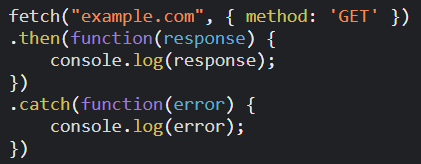 fetch("example.com", { method: 'GET' })
.then(function(response) {
    console.log(response);
})
.catch(function(error) {
    console.log(error);
})